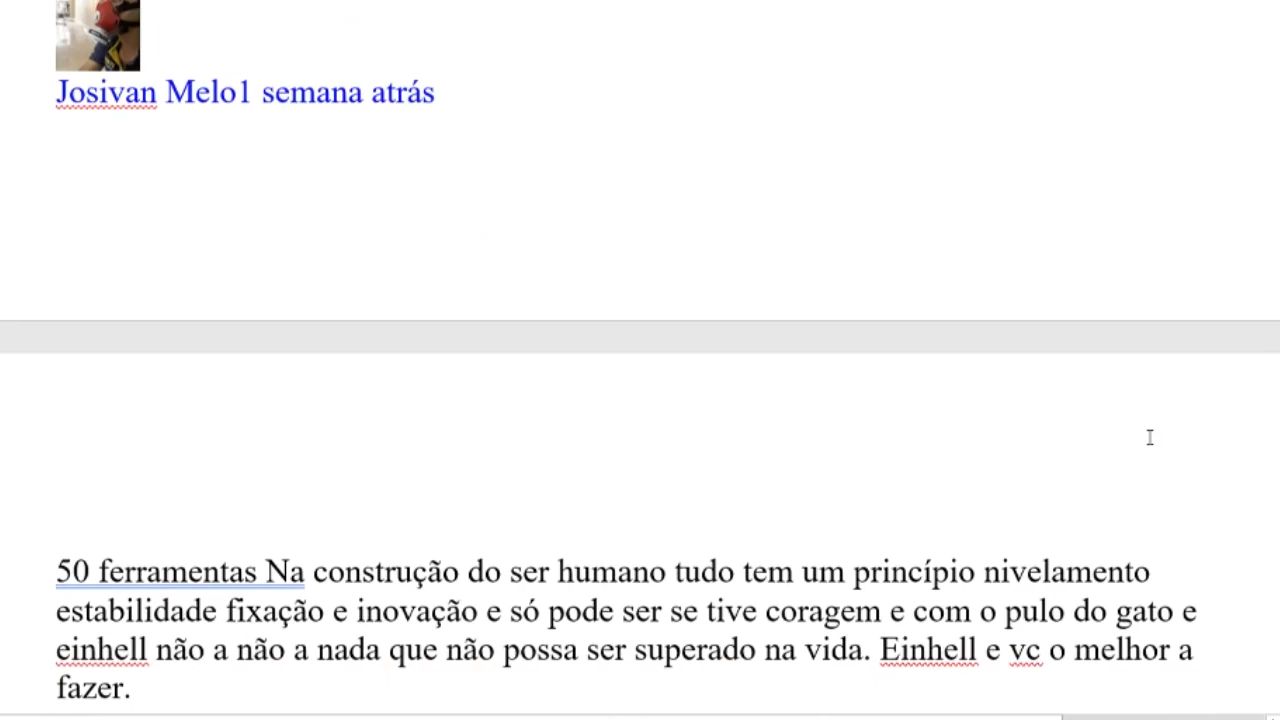 Josivan Melo1 semana atrás
50 ferramentas Na construção do ser humano tudo tem um princípio nivelamento
estabilidade fixação e inovação e só pode ser se tive coragem e com o pulo do gato e
einhell não a não a nada que não possa ser superado na vida. Einhell e vc o melhor a
fazer.